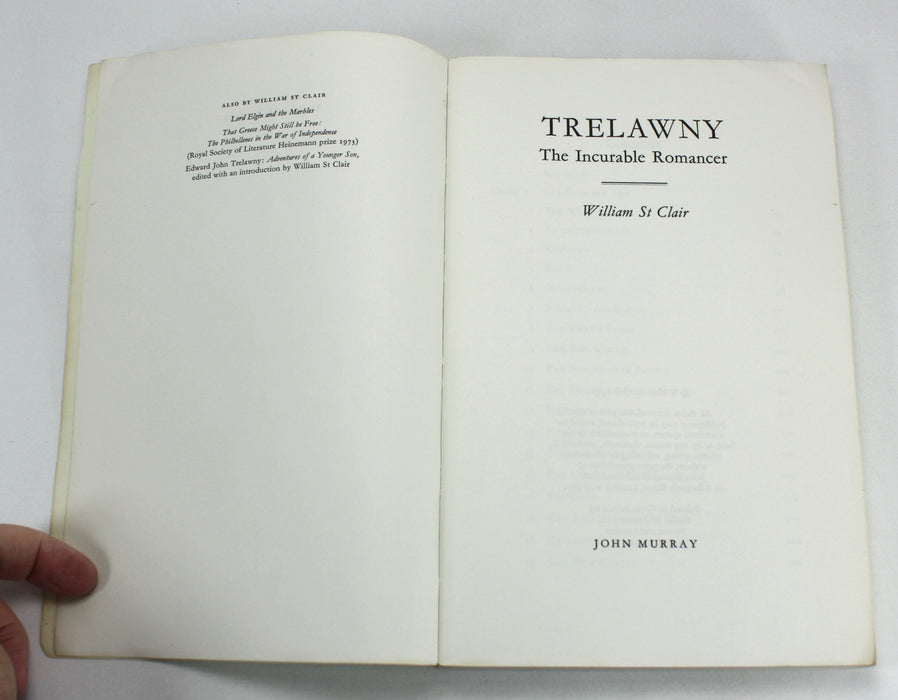 ALSO BY WILLIAM ST CLAIR
Lord Elgin and the Marbles
That Greece Might Still be Free:
The Philhellenes in the War of Independence
(Royal Society of Literature Heinemann prize 1973)
Edward John Trelawny: Adventures of a Younger Son,
edited with an introduction by William St Clair
TRELAWNY
The Incurable Romancer
William St Clair
JOHN MURRAY